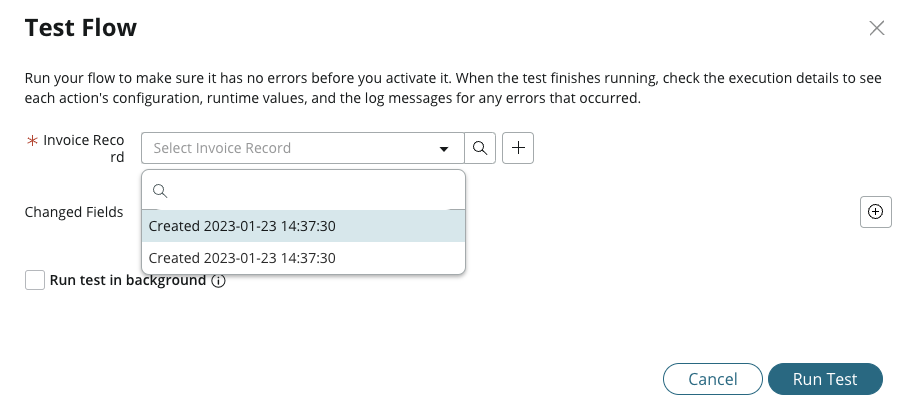 Test Flow
Run your flow to make sure it has no errors before you activate it. When the test finishes running, check the execution details to see
each action's configuration, runtime values, and the log messages for any errors that occurred.
* Invoice Reco
rd
Select Invoice Record
Created 2023-01-23 14:37:30
Created 2023-01-23 14:37:30
Changed Fields
Run test in background
Cancel
Run Test